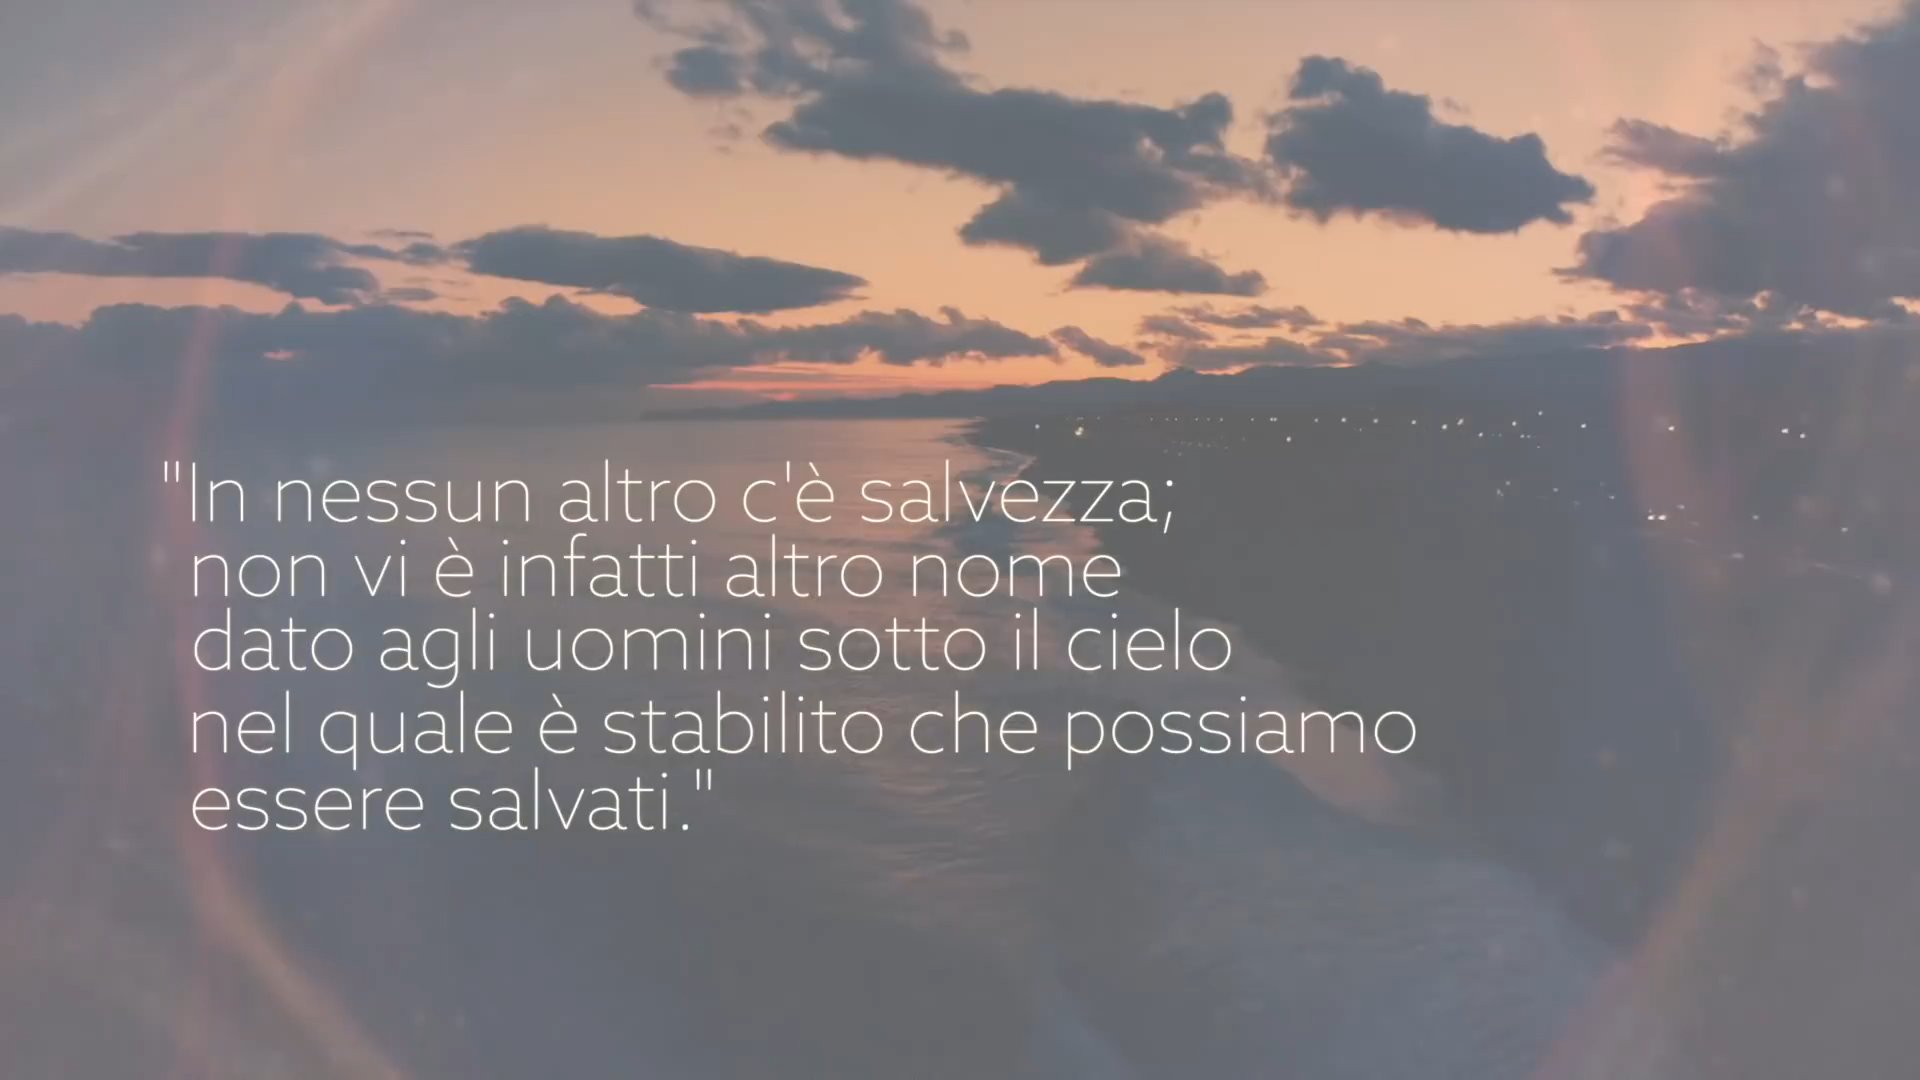 "In nessun altro c'è salvezza;
non vi è infatti altro nome
dato agli uomini sotto il cielo
nel quale è stabilito che possiamo
essere salvati."